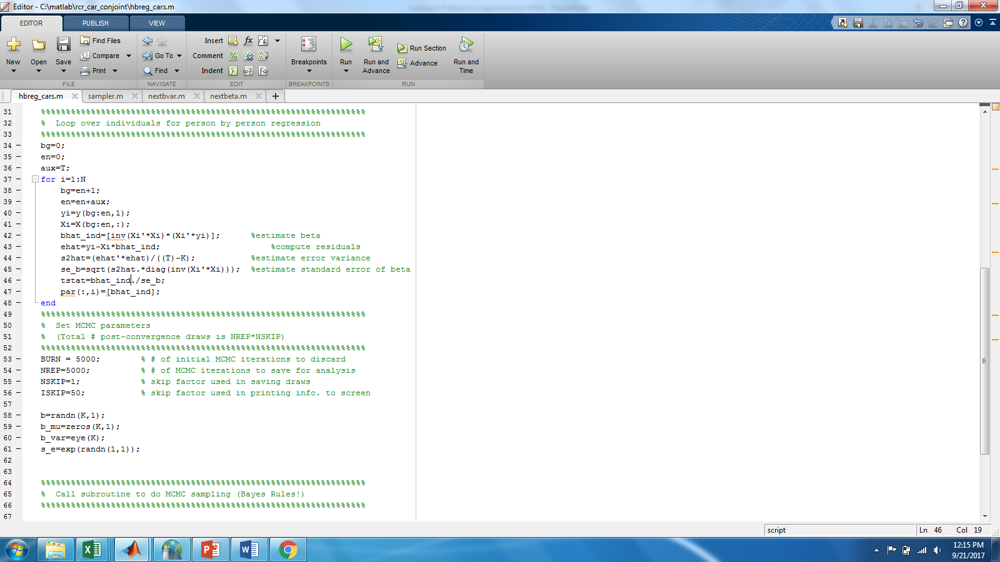 Editor - C:\matlab\rcr_car_conjoint\hbreg_cars.m
EDITOR PUBLISH VIEW
New Open Save Find Files Compare Print
Go To Find
Insert fx Comment Indent
Breakpoints
Run Run and Advance Run Section Advance Run and Time
FILE NAVIGATE EDIT BREAKPOINTS RUN
hbreg_cars.m sampler.m nextbvar.m nextbeta.m
31 %%%%%%%%%%%%%%%%%%%%%%%%%%%%%%%%%%%%%%%%%%%%%%%%%%%%%%%%%%%%%%%%%
32 % Loop over individuals for person by person regression
33 %%%%%%%%%%%%%%%%%%%%%%%%%%%%%%%%%%%%%%%%%%%%%%%%%%%%%%%%%%%%%%%%%
34 – bg=0;
35 – en=0;
36 – aux=T;
37 – for i=1:N
38 – bg=en+1;
39 – en=en+aux;
40 – yi=y(bg:en,1);
41 – Xi=X(bg:en,:);
42 – bhat_ind=[inv(Xi'*Xi)*(Xi'*yi)]; %estimate beta
43 – ehat=yi-Xi*bhat_ind; %compute residuals
44 – s2hat=(ehat'*ehat)/((T)-K); %estimate error variance
45 – se_b=sqrt(s2hat.*diag(inv(Xi'*Xi))); %estimate standard error of beta
46 – tstat=bhat_ind./se_b;
47 – par(:,i)=[bhat_ind];
48 – end
49 %%%%%%%%%%%%%%%%%%%%%%%%%%%%%%%%%%%%%%%%%%%%%%%%%%%%%%%%%%%%%%%%%
50 % Set MCMC parameters
51 % (Total # post-convergence draws is NREP*NSKIP)
52 %%%%%%%%%%%%%%%%%%%%%%%%%%%%%%%%%%%%%%%%%%%%%%%%%%%%%%%%%%%%%%%%%
53 – BURN = 5000; % # of initial MCMC iterations to discard
54 – NREP=5000; % # of MCMC iterations to save for analysis
55 – NSKIP=1; % skip factor used in saving draws
56 – ISKIP=50; % skip factor used in printing info. to screen
57
58 – b=randn(K,1);
59 – b_mu=zeros(K,1);
60 – b_var=eye(K);
61 – s_e=exp(randn(1,1));
62
63
64 %%%%%%%%%%%%%%%%%%%%%%%%%%%%%%%%%%%%%%%%%%%%%%%%%%%%%%%%%%%%%%%%%
65 % Call subroutine to do MCMC sampling (Bayes Rules!)
66 %%%%%%%%%%%%%%%%%%%%%%%%%%%%%%%%%%%%%%%%%%%%%%%%%%%%%%%%%%%%%%%%%
67
script Ln 46 Col 19
12:15 PM
9/21/2017